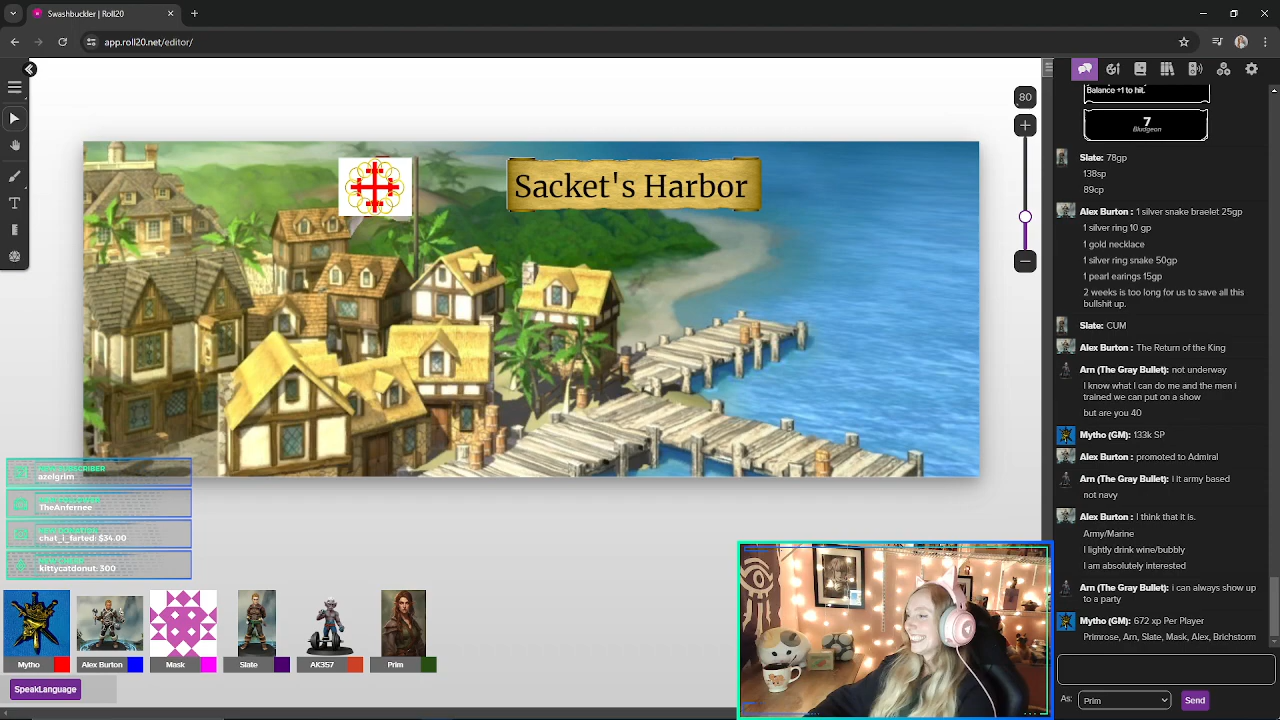 Swashbuckler | Roll20
app.roll20.net/editor/
80
Sacket's Harbor
Balance +1 to hit.
7
Bludgeon
Slate: 78gp
138sp
89cp
Alex Burton : 1 silver snake braelet 25gp
1 silver ring 10 gp
1 gold necklace
1 silver ring snake 50gp
1 pearl earings 15gp
2 weeks is too long for us to save all this
bullshit um.
Slate: CUM
Alex Burton : The Return of the King
Arn (The Gray Bullet): not underway
I know what i can do me and the men i
trained we can put on a show
but are you 40
Mytho (GM): 133k SP
Alex Burton : promoted to Admiral
Arn (The Gray Bullet): i lt army based
not navy
Alex Burton : I think that it is.
Army/Marine
I lightly drink wine/bubbly
I am absolutely interested
Arn (The Gray Bullet): i can always show up
to a party
Mytho (GM): 672 xp Per Player
Primrose, Arn, Slate, Mask, Alex, Brichstorm
As:
Prim
Send
azelgrim
TheAnfernee
chat_i_farted: $34.00
kittycatdonut: 300
Mytho
Alex Burton
Mask
Slate
AK357
Prim
SpeakLanguage